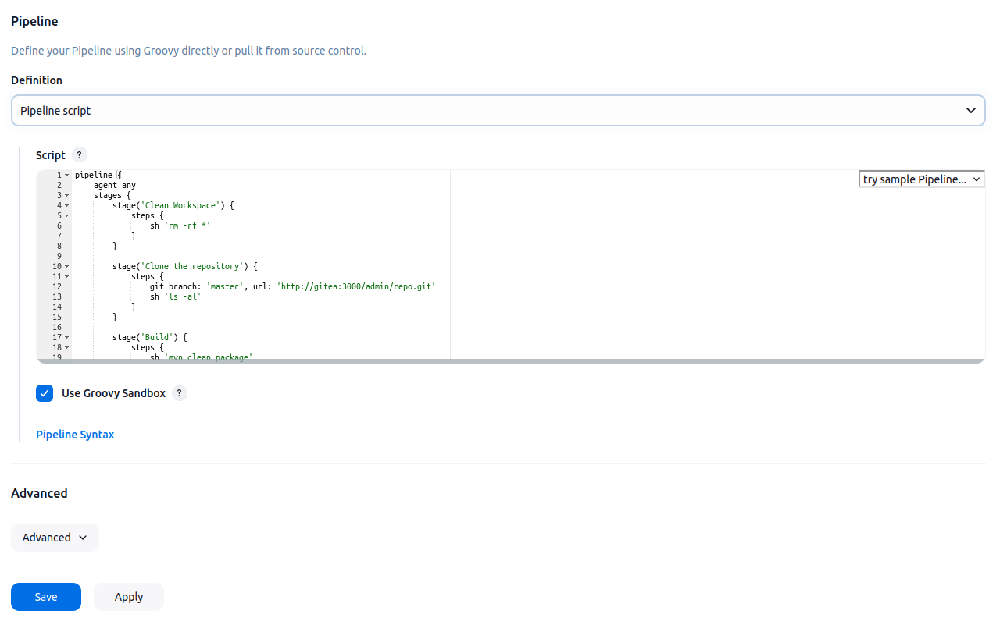 Pipeline
Define your Pipeline using Groovy directly or pull it from source control.
Definition
Pipeline script
Script ?
try sample Pipeline...
1 pipeline {
2     agent any
3     stages {
4         stage('Clean Workspace') {
5             steps {
6                 sh 'rm -rf *'
7             }
8         }
9
10         stage('Clone the repository') {
11             steps {
12                 git branch: 'master', url: 'http://gitea:3000/admin/repo.git'
13                 sh 'ls -al'
14             }
15         }
16
17         stage('Build') {
18             steps {
19                 sh 'mvn clean package'
Use Groovy Sandbox ?
Pipeline Syntax
Advanced
Advanced
Save Apply